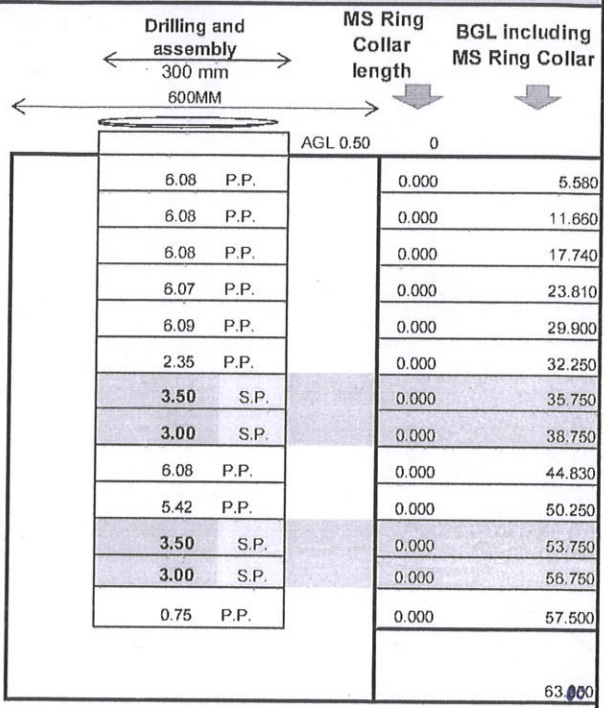 Drilling and assembly MS Ring Collar length BGL including MS Ring Collar
300 mm
600MM
AGL 0.50 0
6.08 P.P. 0.000 5.580
6.08 P.P. 0.000 11.660
6.08 P.P. 0.000 17.740
6.07 P.P. 0.000 23.810
6.09 P.P. 0.000 29.900
2.35 P.P. 0.000 32.250
3.50 S.P. 0.000 35.750
3.00 S.P. 0.000 38.750
6.08 P.P. 0.000 44.830
5.42 P.P. 0.000 50.250
3.50 S.P. 0.000 53.750
3.00 S.P. 0.000 56.750
0.75 P.P. 0.000 57.500